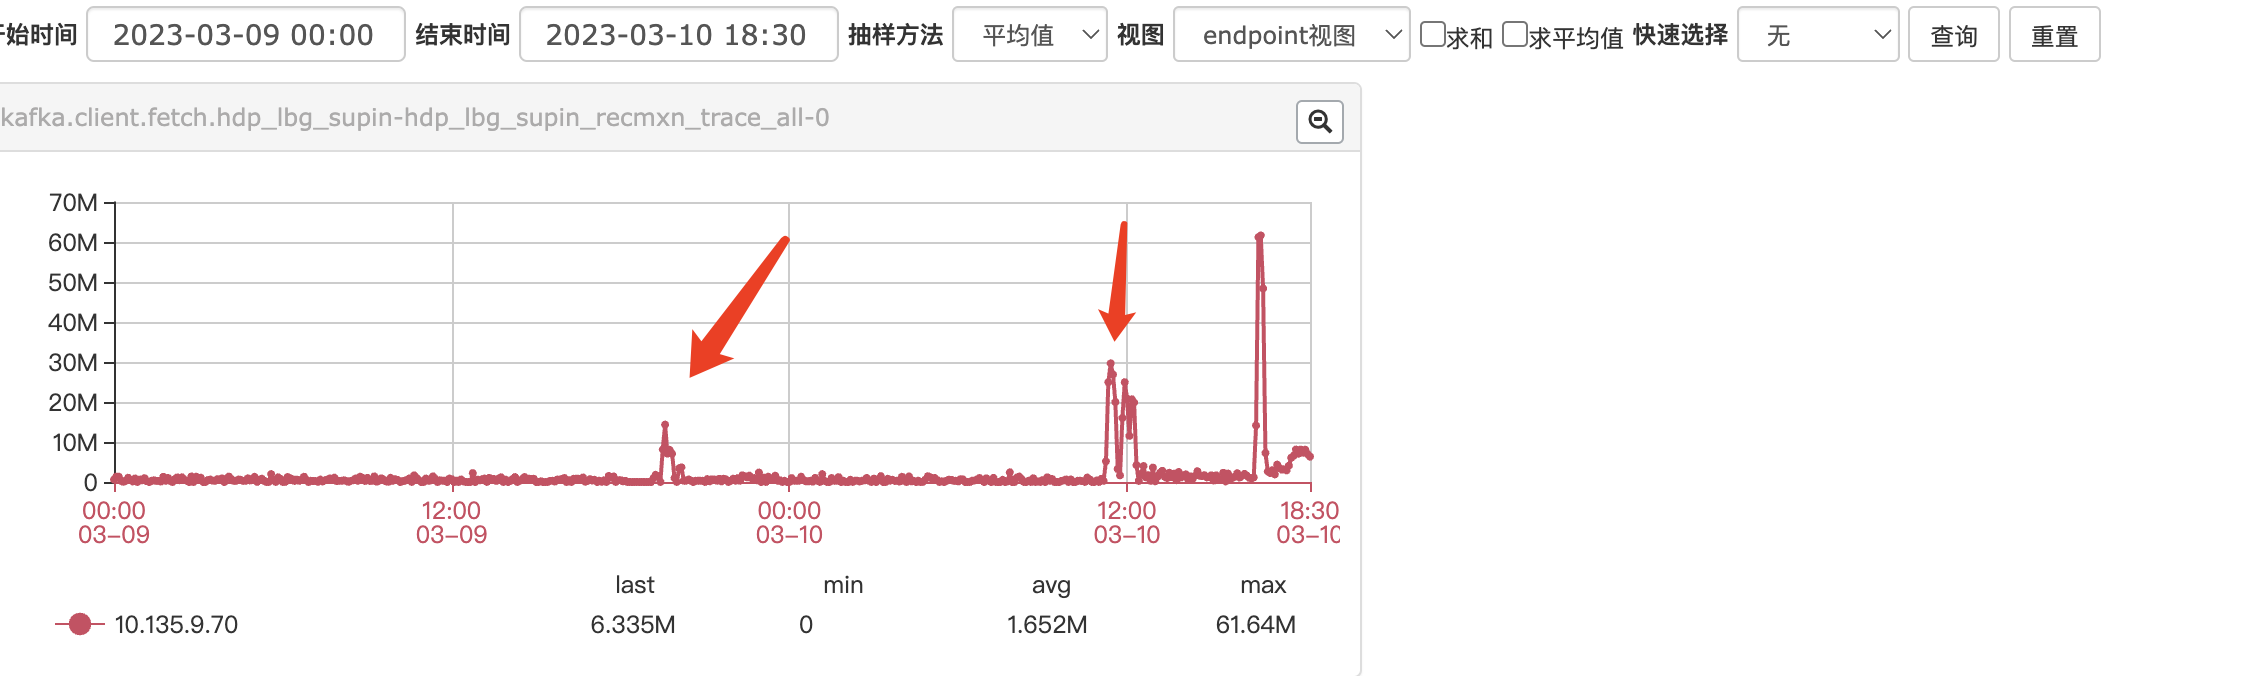 始时间 2023-03-09 00:00 结束时间 2023-03-10 18:30 抽样方法 平均值 视图 endpoint视图 求和 求平均值 快速选择 无 查询 重置
kafka.client.fetch.hdp_lbg_supin-hdp_lbg_supin_recmxn_trace_all-0
70M
60M
50M
40M
30M
20M
10M
0
00:00 12:00 00:00 12:00 18:30
03-09 03-09 03-10 03-10 03-10
last min avg max
10.135.9.70 6.335M 0 1.652M 61.64M